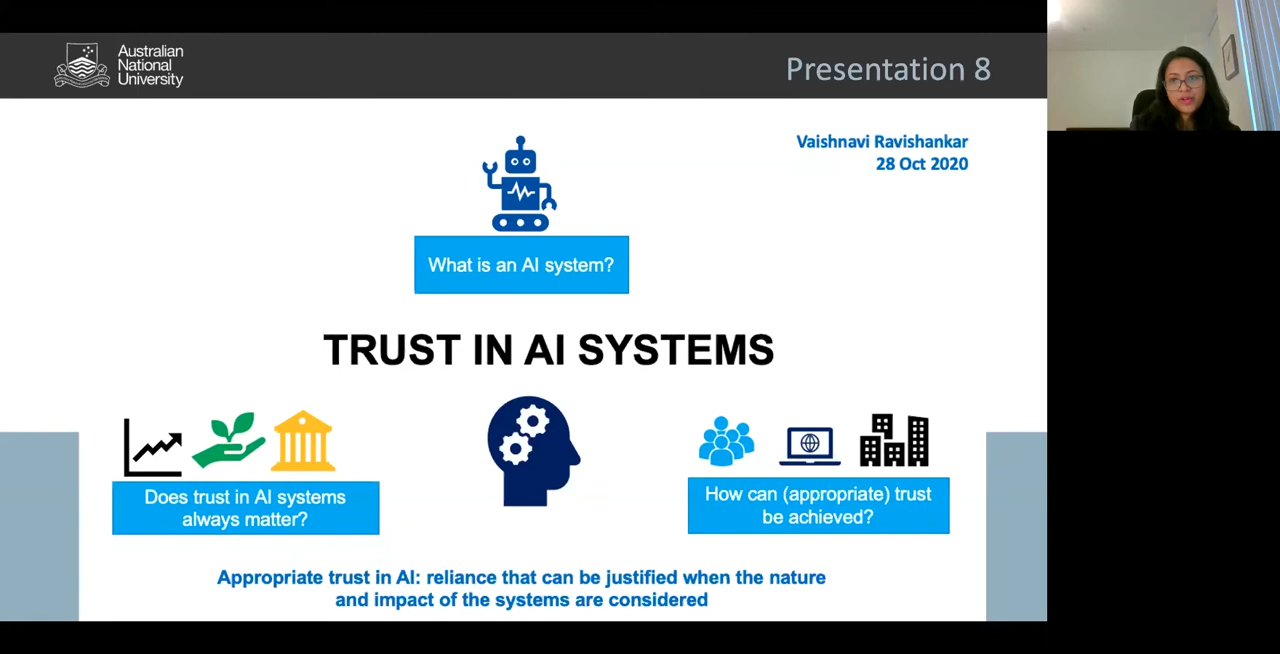 Australian
National
University
Presentation 8
Vaishnavi Ravishankar
28 Oct 2020
What is an AI system?
TRUST IN AI SYSTEMS
Does trust in AI systems
always matter?
How can (appropriate) trust
be achieved?
Appropriate trust in AI: reliance that can be justified when the nature
and impact of the systems are considered